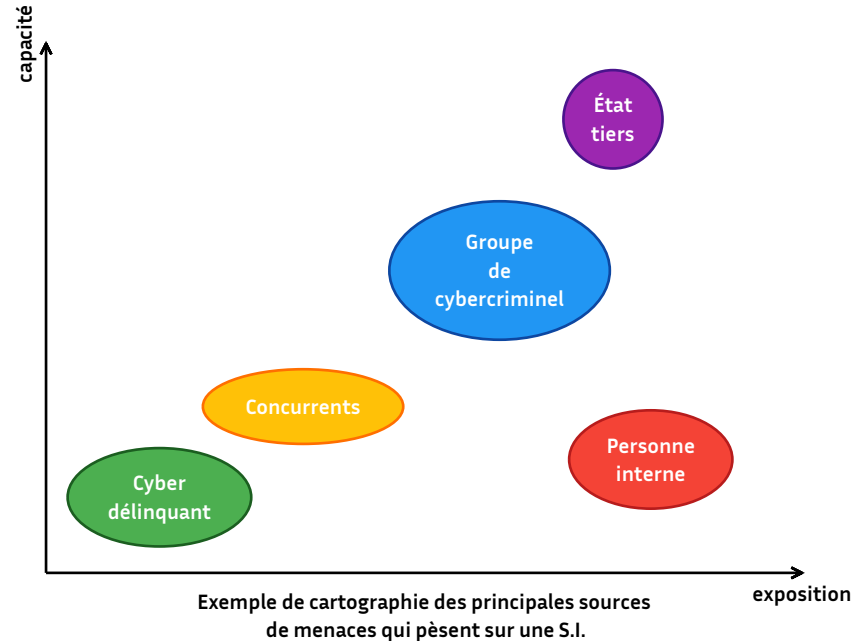 capacité
État
tiers
Groupe
de
cybercriminel
Concurrents
Personne
interne
Cyber
délinquant
exposition
Exemple de cartographie des principales sources
de menaces qui pèsent sur une S.I.